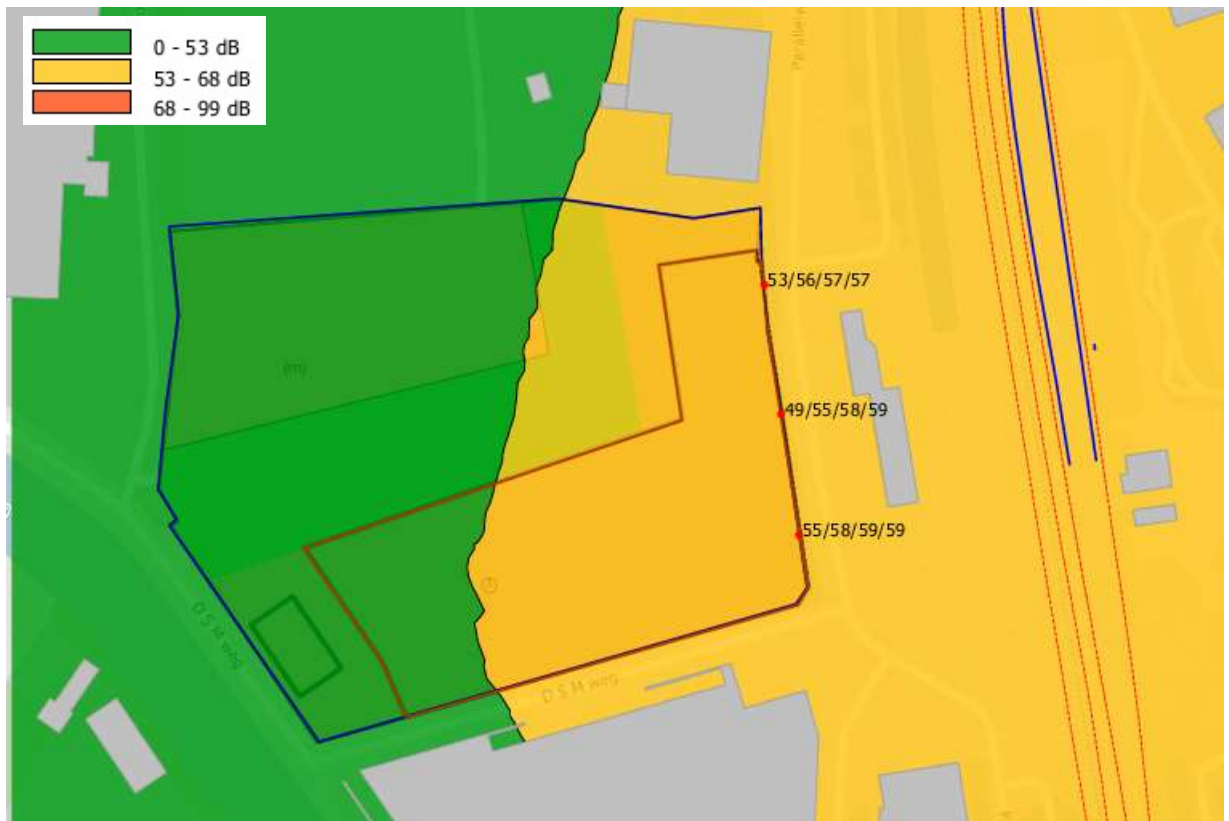 0 - 53 dB
53 - 68 dB
68 - 99 dB
53/56/57/57
(m)
49/55/58/59
55/58/59/59
D S M weg
D S M weg